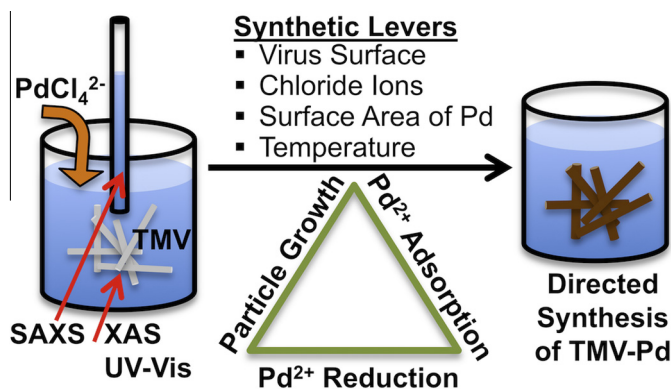 Synthetic Levers
▪ Virus Surface
▪ Chloride Ions
▪ Surface Area of Pd
▪ Temperature
PdCl₄²⁻
TMV
SAXS XAS
UV-Vis
Particle Growth
Pd²⁺ Adsorption
Pd²⁺ Reduction
Directed
Synthesis
of TMV-Pd